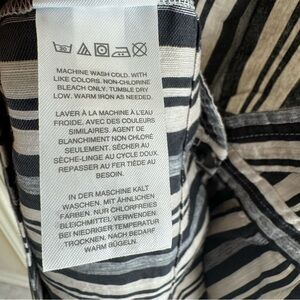 MACHINE WASH COLD. WITH
LIKE COLORS. NON-CHLORINE
BLEACH ONLY. TUMBLE DRY
LOW. WARM IRON AS NEEDED.
LAVER À LA MACHINE À L'EAU
FROIDE. AVEC DES COULEURS
SIMILAIRES. AGENT DE
BLANCHIMENT NON CHLORE
SEULEMENT. SÉCHER AU
SÈCHE-LINGE AU CYCLE DOUX.
REPASSER AU FER TIÈDE AU
BESOIN.
IN DER MASCHINE KALT
WASCHEN, MIT ÄHNLICHEN
FARBEN. NUR CHLORFREIES
BLEICHMITTEL VERWENDEN
BEI NIEDRIGER TEMPERATUR
TROCKNEN. NACH BEDARF
WARM BÜGELN.